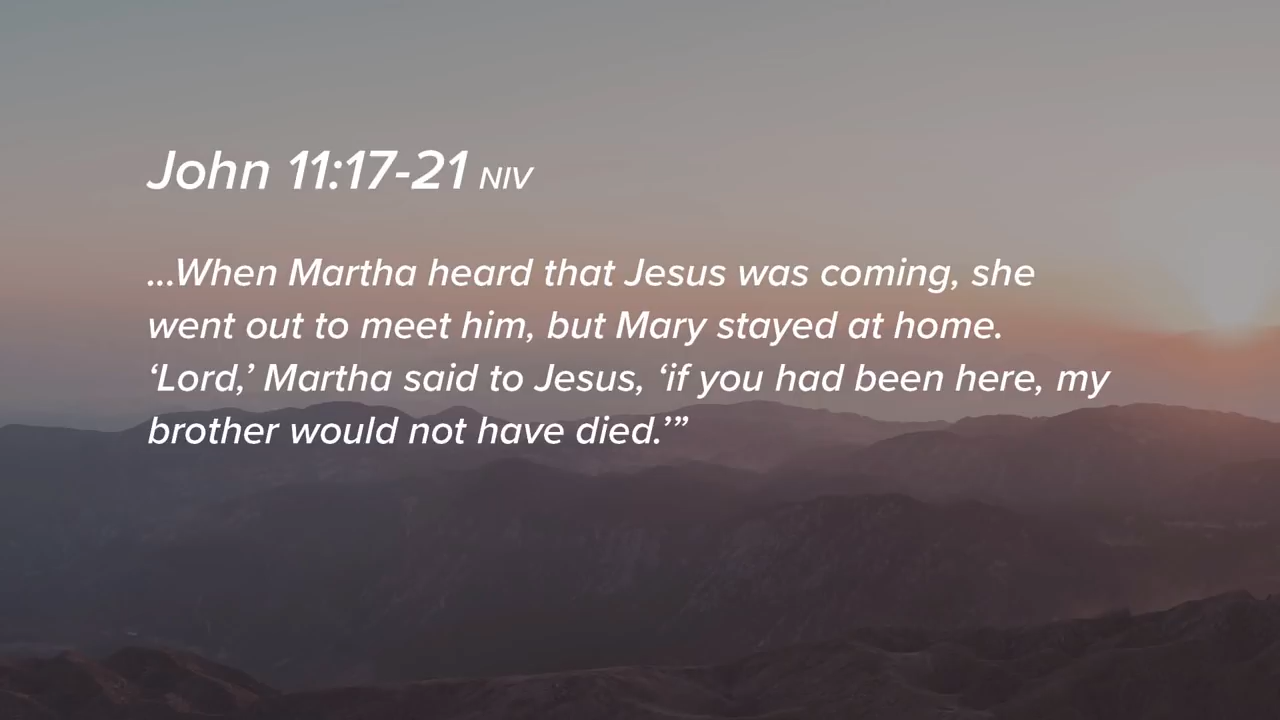 John 11:17-21 NIV
...When Martha heard that Jesus was coming, she
went out to meet him, but Mary stayed at home.
‘Lord,’ Martha said to Jesus, ‘if you had been here, my
brother would not have died.’”